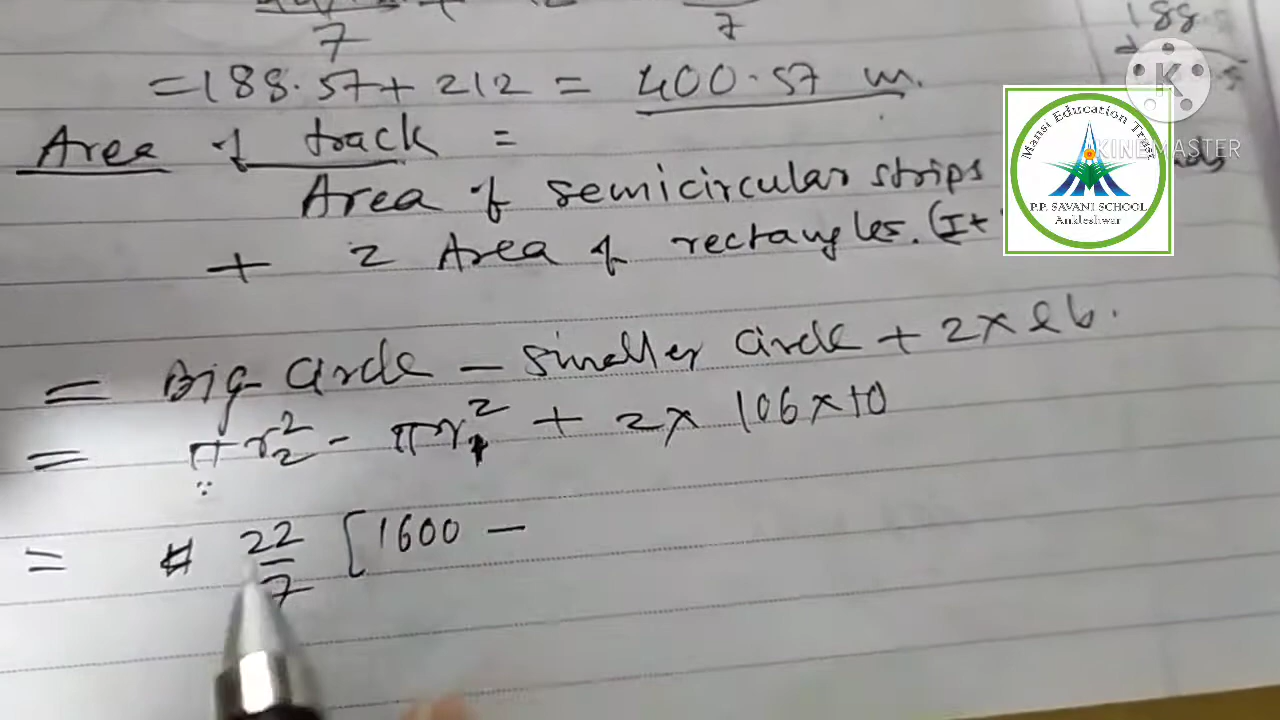 7
7
188
= 188.57 + 212 = 400.57 m.
Area of track =
Area of semicircular strips
+ 2 Area of rectangles. (I+
= Big Circle - smaller circle + 2 × lb.
= πr₂² - πr₁² + 2 × 106 × 10
= 22/7 [1600 -
Mansi Education Trust
P.P. SAVANI SCHOOL
Ankleshwar
K
KINEMASTER